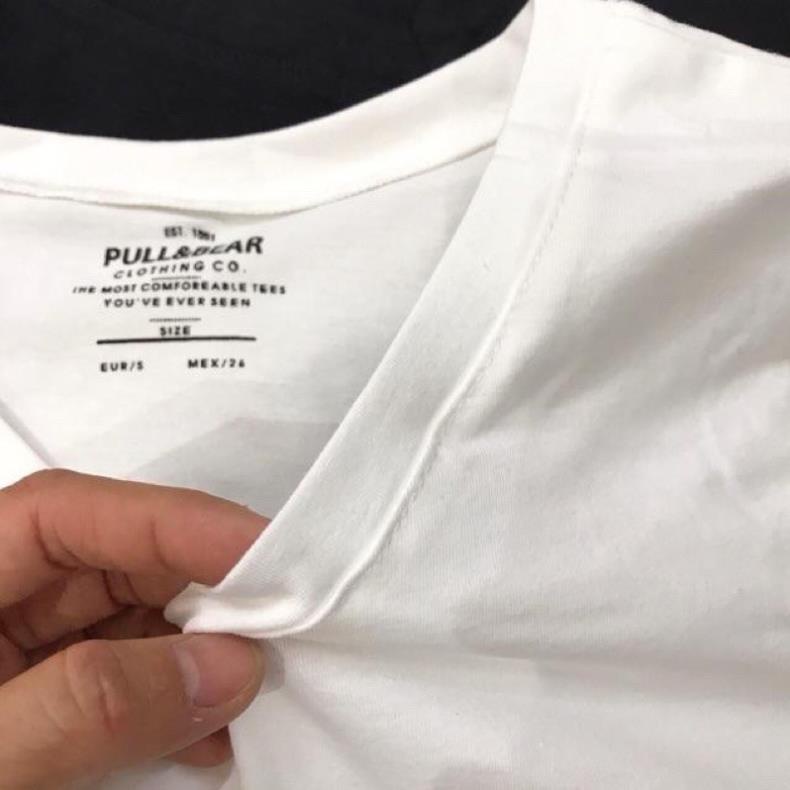 EST. 1991
PULL&BEAR
CLOTHING CO.
THE MOST COMFOREABLE TEES
YOU'VE EVER SEEN
SIZE
EUR/S MEX/26